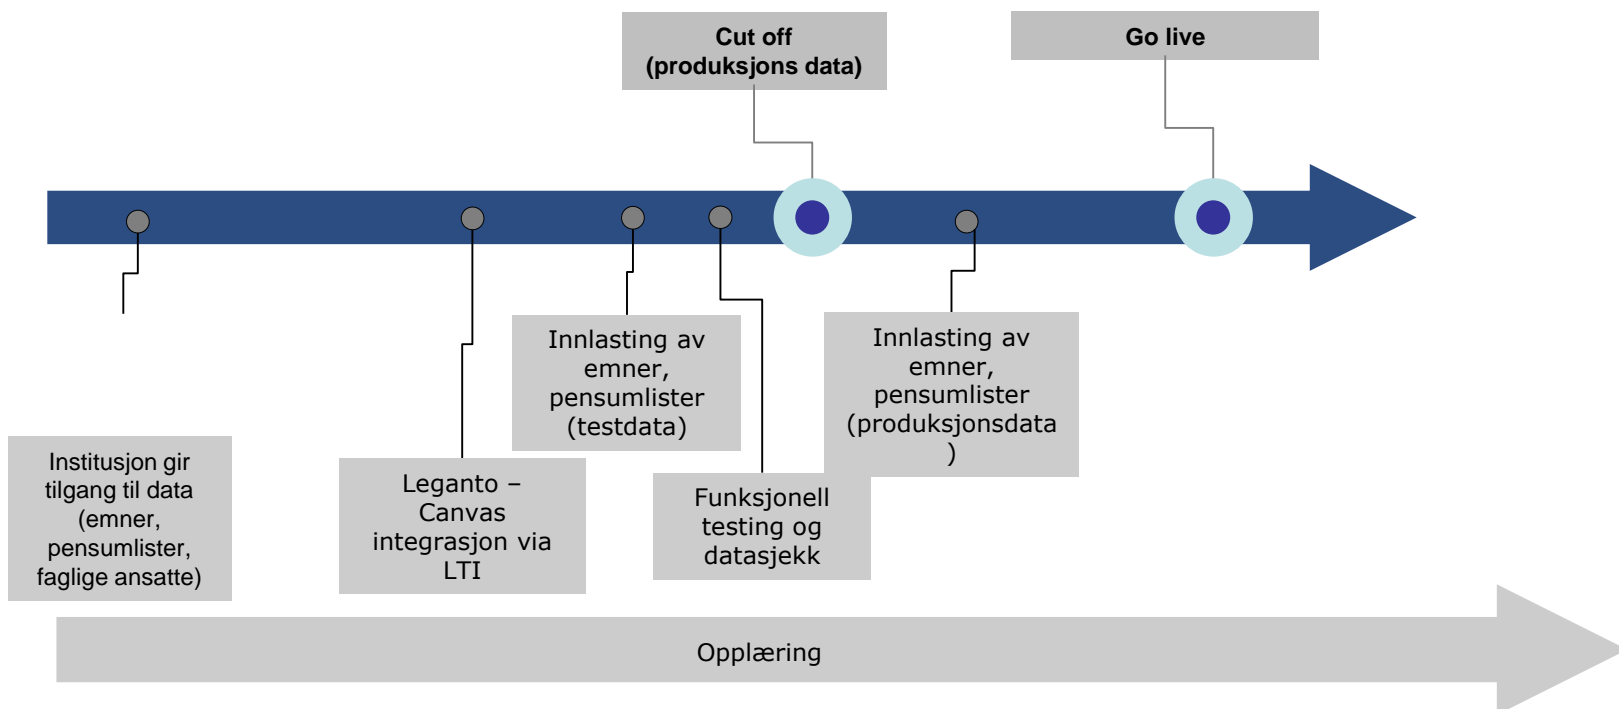 Cut off
(produksjons data)
Go live
Innlasting av
emner,
pensumlister
(testdata)
Innlasting av
emner,
pensumlister
(produksjonsdata
)
Institusjon gir
tilgang til data
(emner,
pensumlister,
faglige ansatte)
Leganto –
Canvas
integrasjon via
LTI
Funksjonell
testing og
datasjekk
Opplæring